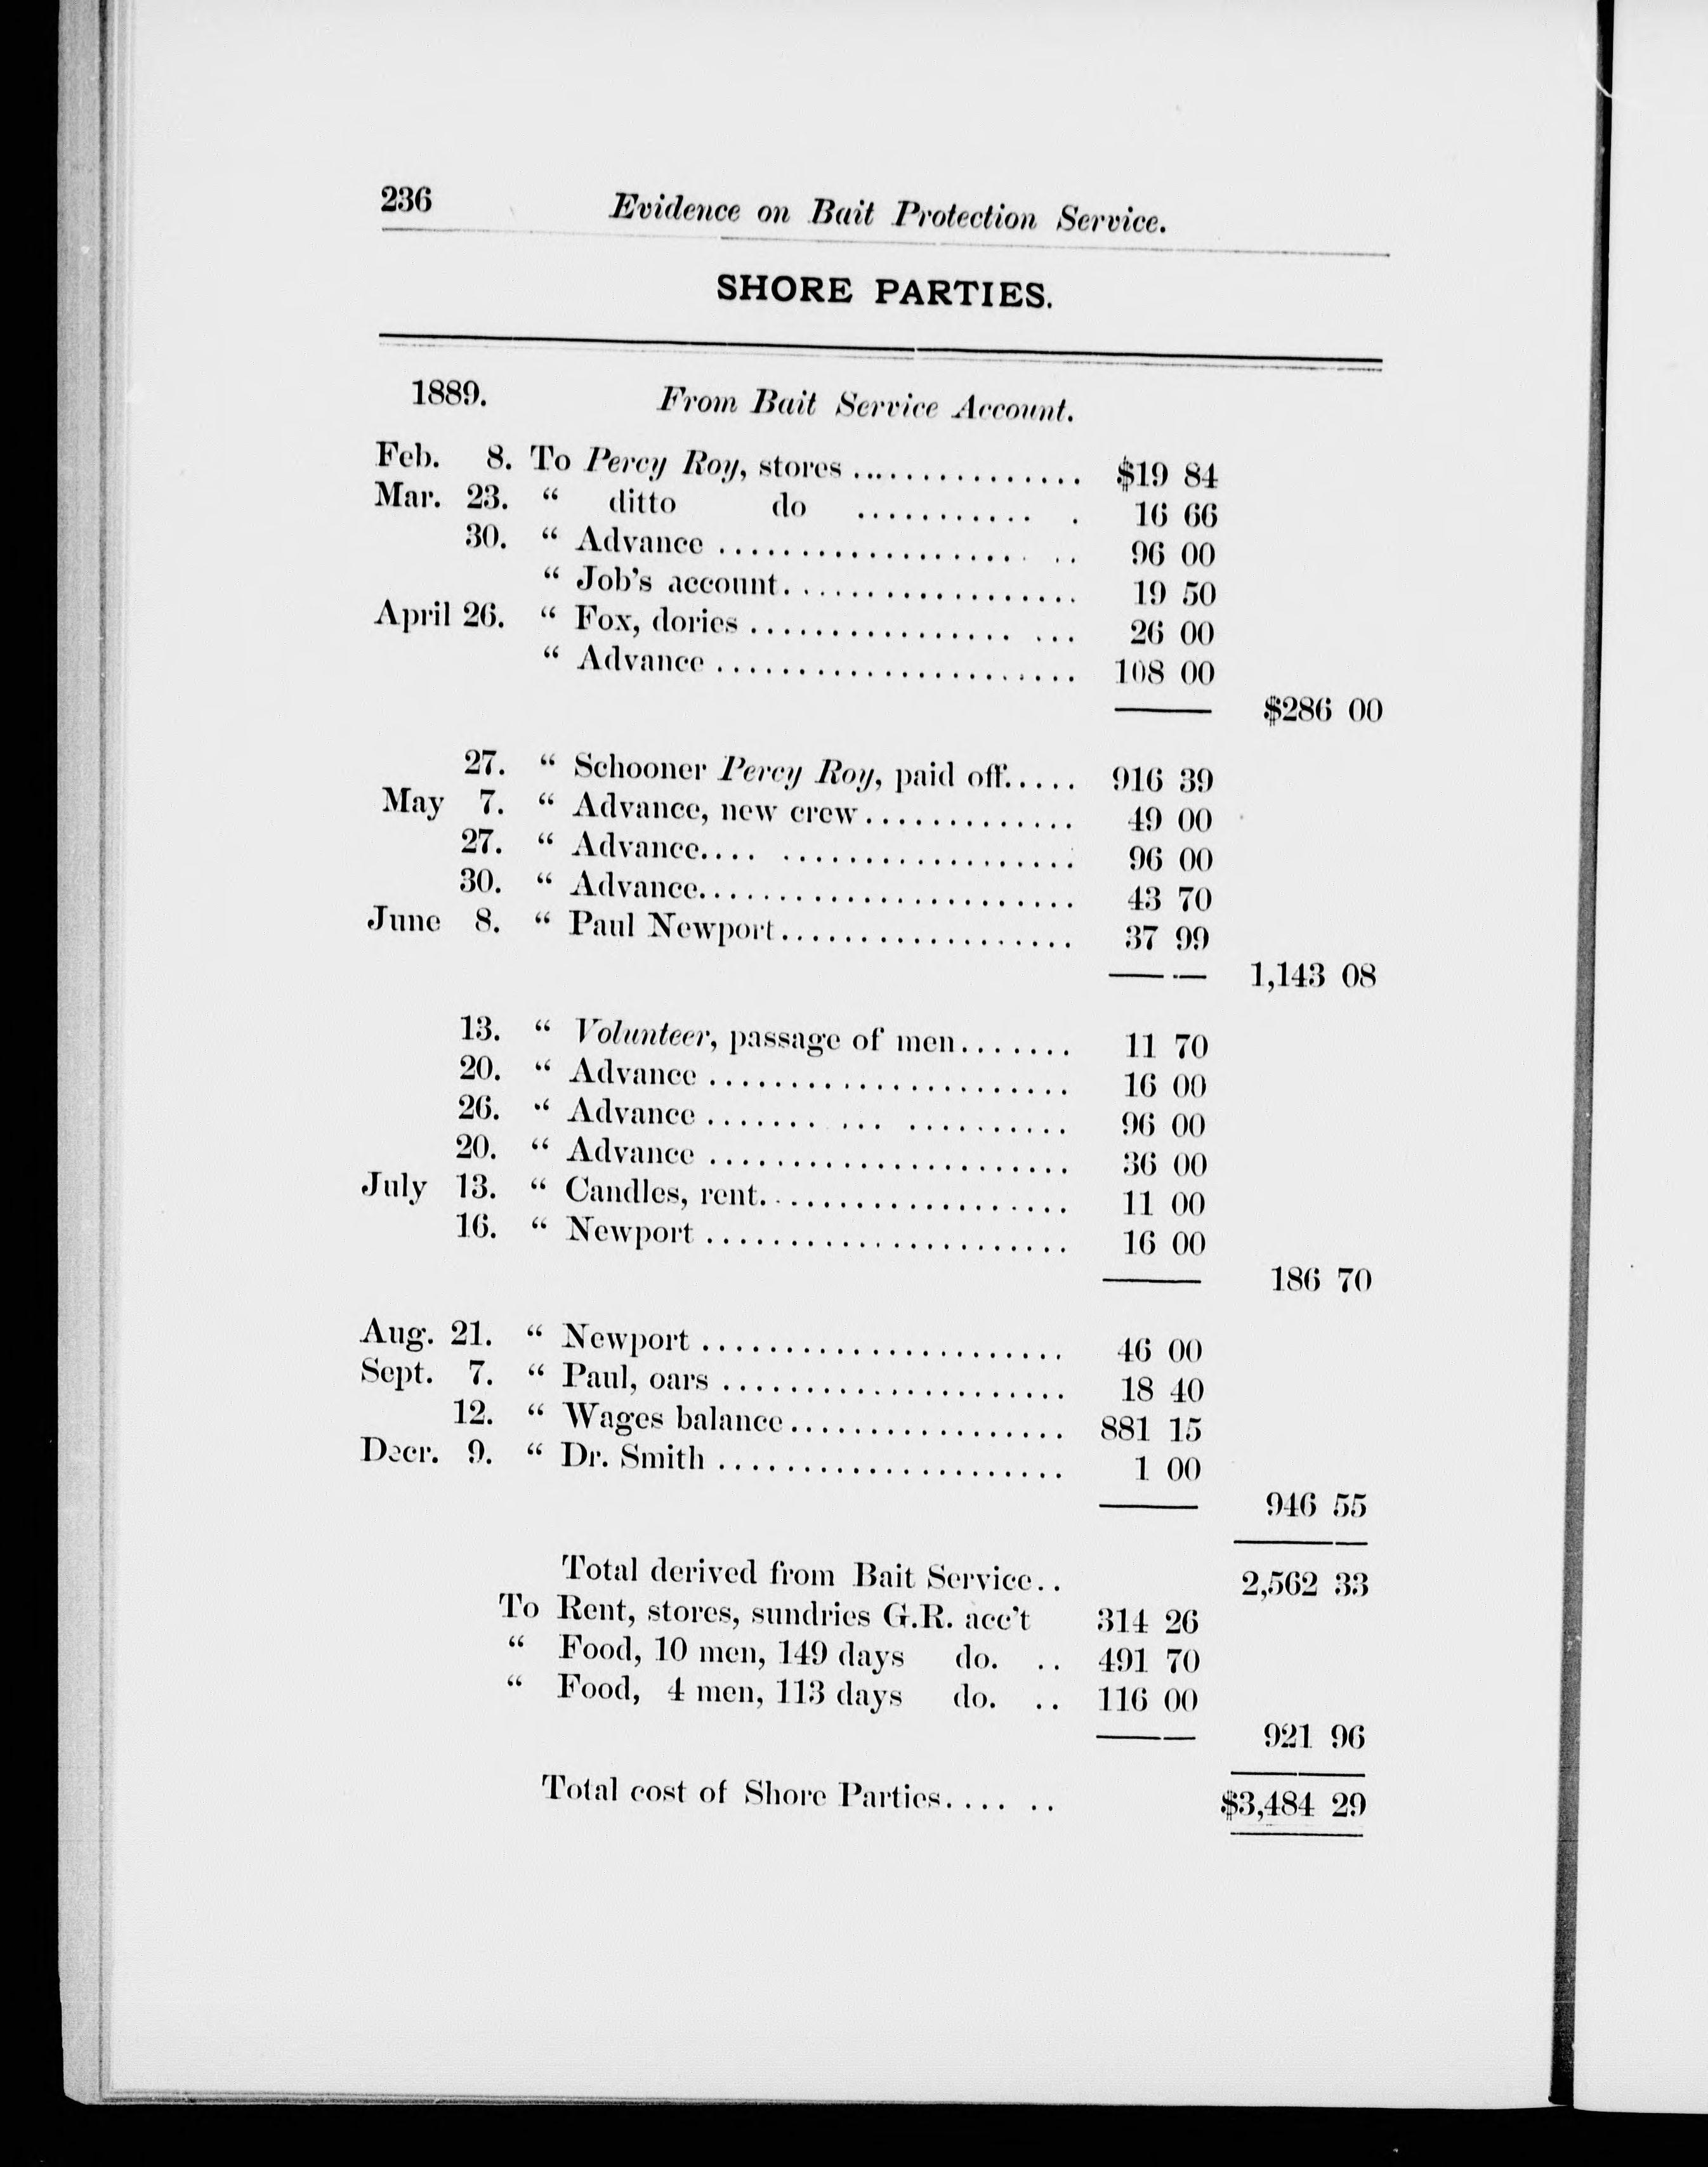 236 Evidence on Bait Protection Service.
SHORE PARTIES.
1889. From Bait Service Account.
Feb. 8. To Percy Roy, stores ............... $19 84
Mar. 23. “ ditto do ........... . 16 66
30. “ Advance ................... . .. 96 00
“ Job's account.................. 19 50
April 26. “ Fox, dories ................ ... 26 00
“ Advance ...................... 108 00
$286 00
27. “ Schooner Percy Roy, paid off..... 916 39
May 7. “ Advance, new crew............. 49 00
27. “ Advance.... .................. 96 00
30. “ Advance....................... 43 70
June 8. “ Paul Newport.................. 37 99
1,143 08
13. “ Volunteer, passage of men....... 11 70
20. “ Advance ...................... 16 00
26. “ Advance ....... ... .......... 96 00
20. “ Advance ...................... 36 00
July 13. “ Candles, rent................... 11 00
16. “ Newport ...................... 16 00
186 70
Aug. 21. “ Newport ...................... 46 00
Sept. 7. “ Paul, oars ..................... 18 40
12. “ Wages balance................. 881 15
Decr. 9. “ Dr. Smith ..................... 1 00
946 55
Total derived from Bait Service.. 2,562 33
To Rent, stores, sundries G.R. acc't 314 26
“ Food, 10 men, 149 days do. .. 491 70
“ Food, 4 men, 113 days do. .. 116 00
921 96
Total cost of Shore Parties.... .. $3,484 29